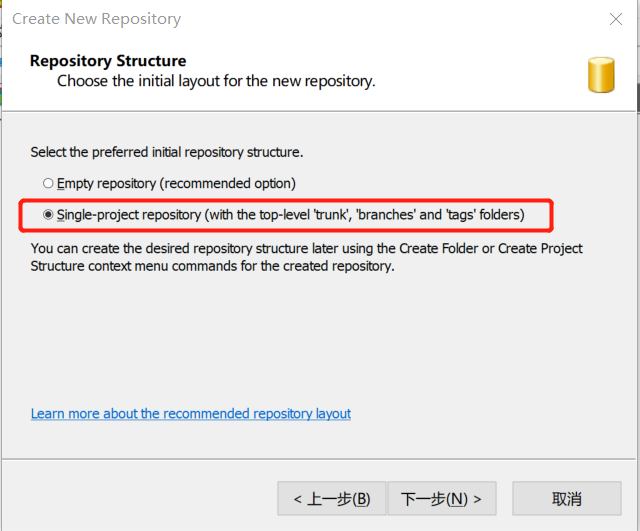 Create New Repository
Repository Structure
Choose the initial layout for the new repository.
Select the preferred initial repository structure.
Empty repository (recommended option)
Single-project repository (with the top-level 'trunk', 'branches' and 'tags' folders)
You can create the desired repository structure later using the Create Folder or Create Project
Structure context menu commands for the created repository.
Learn more about the recommended repository layout
< 上一步(B)
下一步(N) >
取消